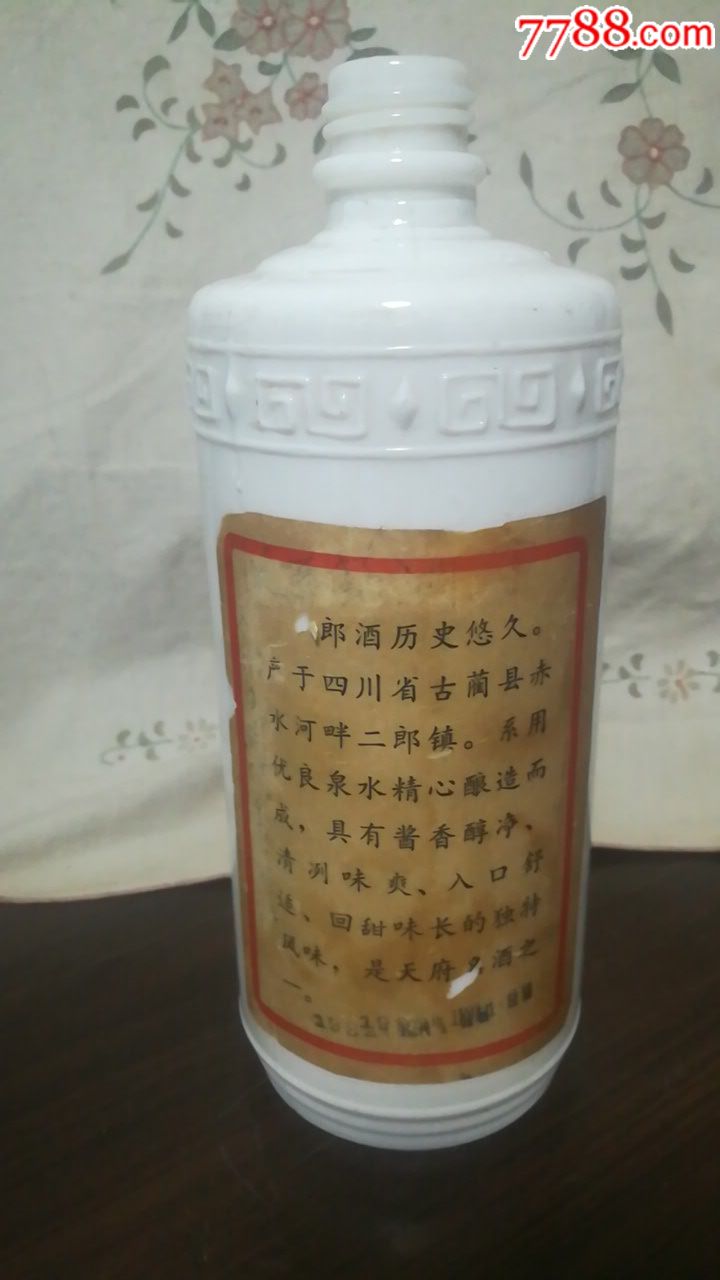 7788.com
郎酒历史悠久。
产于四川省古蔺县赤
水河畔二郎镇。系用
优良泉水精心酿造而
成，具有酱香醇净、
清冽味爽、入口舒
适、回甜味长的独特
风味，是天府名酒之
一。